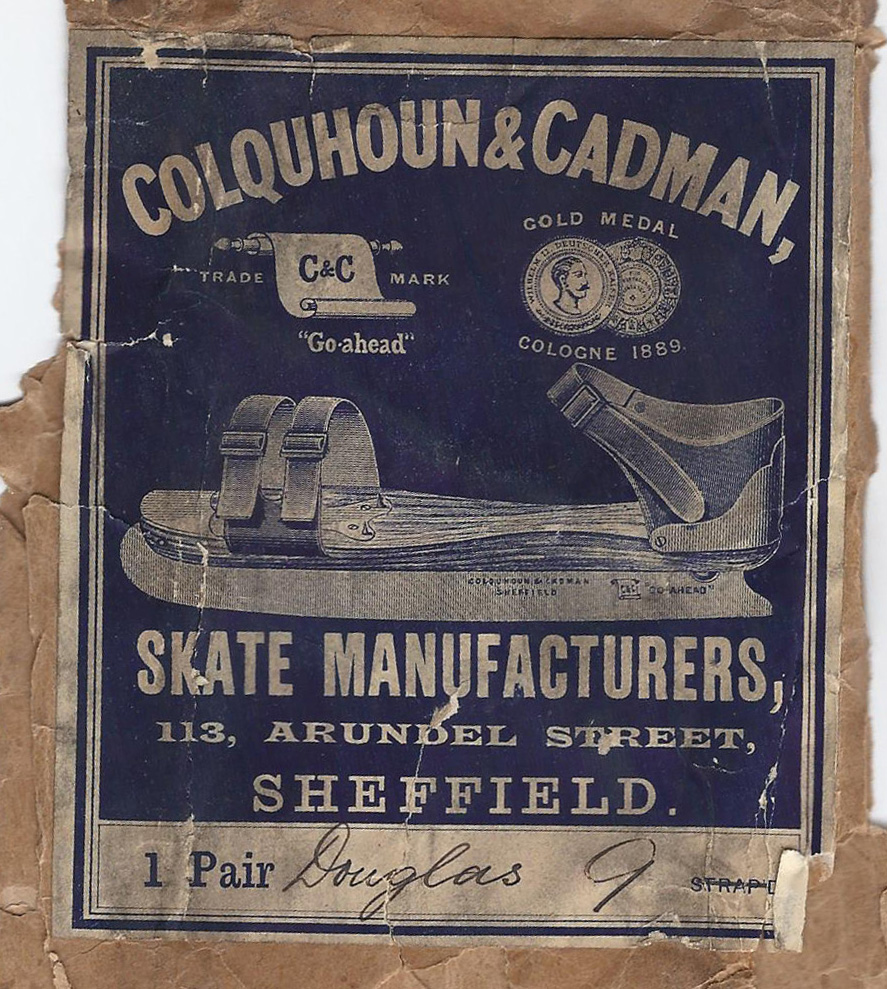 COLQUHOUN & CADMAN,
GOLD MEDAL
TRADE C&C MARK
"Go-ahead"
COLOGNE 1889.
COLQUHOUN & CADMAN
SHEFFIELD
C&C "GO-AHEAD"
SKATE MANUFACTURERS,
113, ARUNDEL STREET,
SHEFFIELD.
1 Pair Douglas 9 STRAP'D